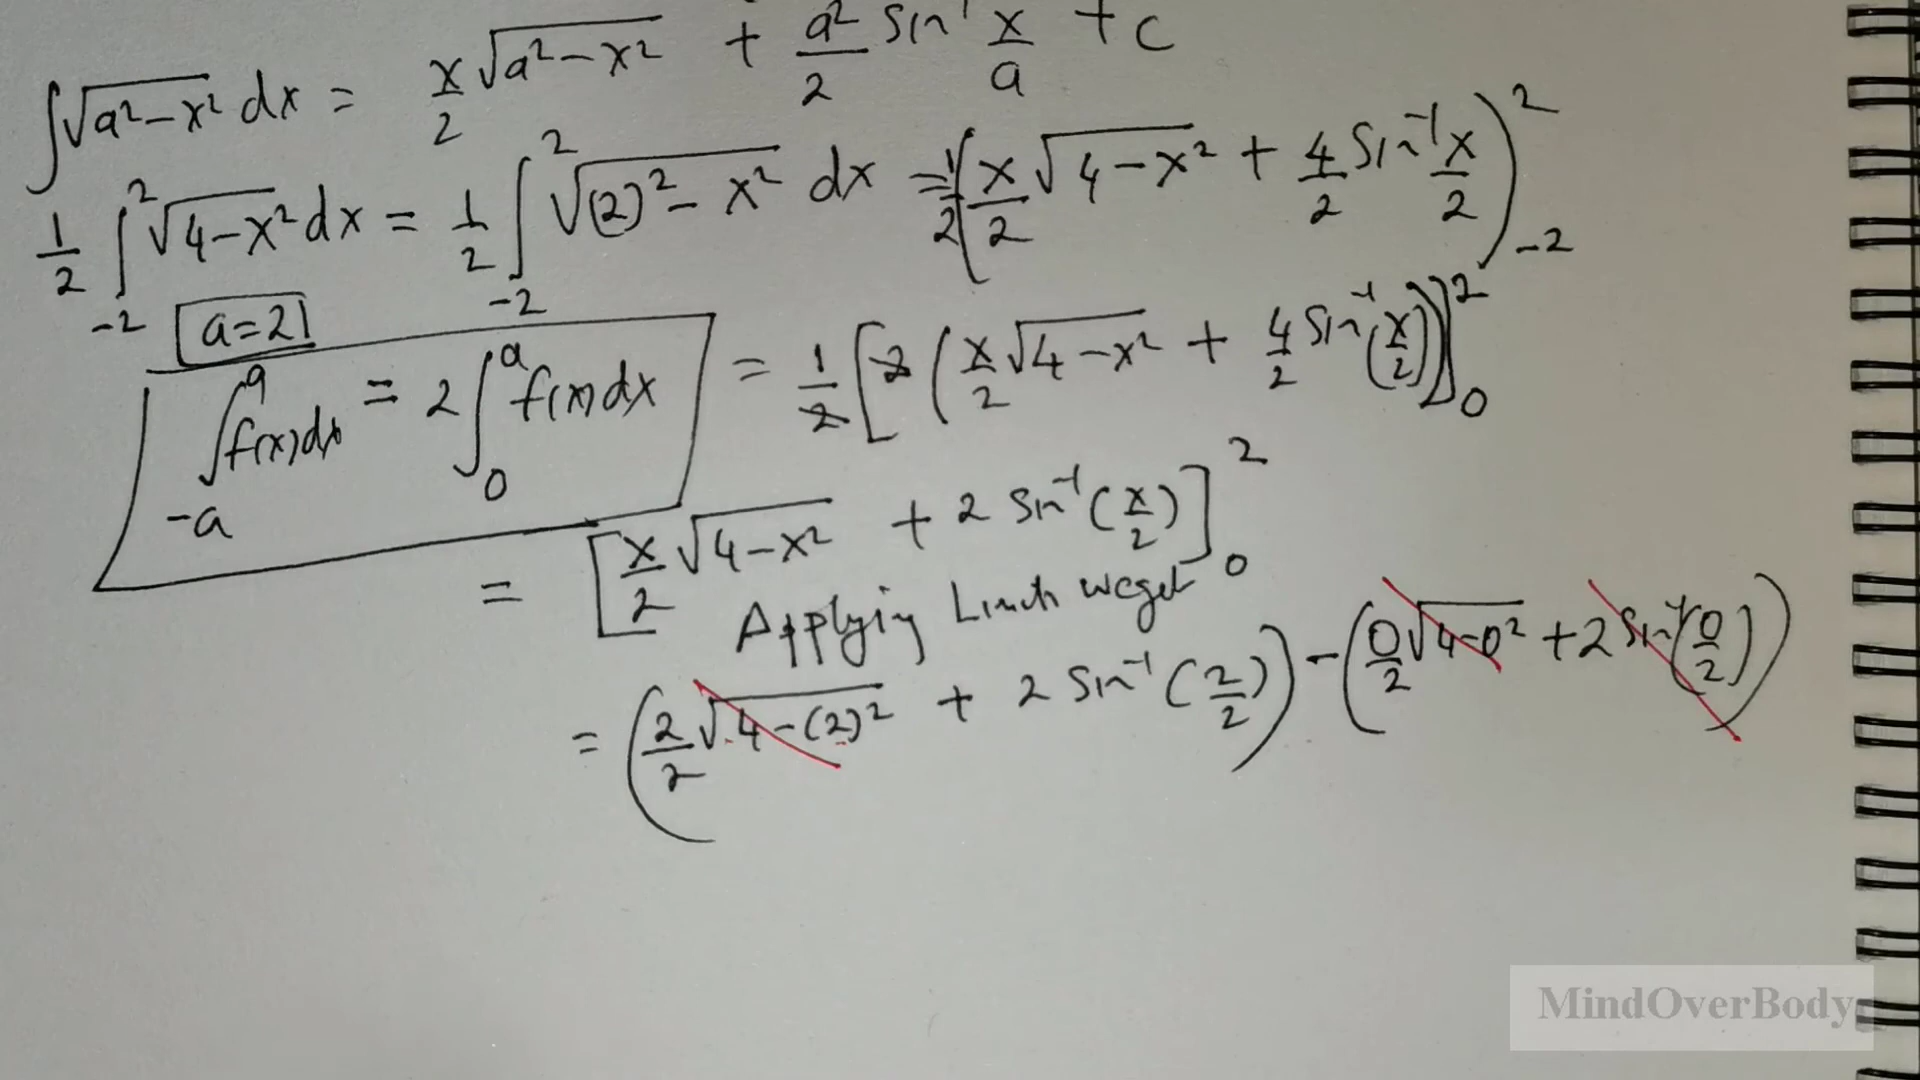 ∫√(a²−x²) dx = x/2 √(a²−x²) + a²/2 sin⁻¹ x/a + c
1/2 ∫₋₂² √(4−x²) dx = 1/2 ∫₋₂² √((2)²−x²) dx = 1/2 (x/2 √(4−x²) + 4/2 sin⁻¹ x/2)₋₂²
a=2
∫₋ₐᵃ f(x)dx = 2∫₀ᵃ f(x)dx
= 1/2 [2 (x/2 √(4−x²) + 4/2 sin⁻¹(x/2))]₀²
= [x/2 √(4−x²) + 2 sin⁻¹(x/2)]₀²
Applying we get
= (2/2 √(4−(2)²) + 2 sin⁻¹(2/2)) − (0/2 √(4−0²) + 2 sin⁻¹(0/2))
MindOverBody